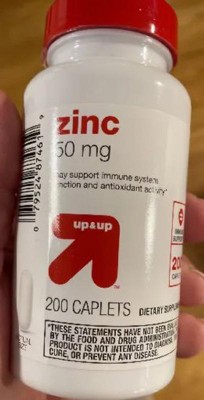 zinc
50 mg
may support immune system
function and antioxidant activity*
up&up
200 CAPLETS
DIETARY SUPPLEMENT
*THESE STATEMENTS HAVE NOT BEEN
BY THE FOOD AND DRUG ADMINISTRATION.
PRODUCT IS NOT INTENDED TO DIAGNOSE,
CURE, OR PREVENT ANY DISEASE.